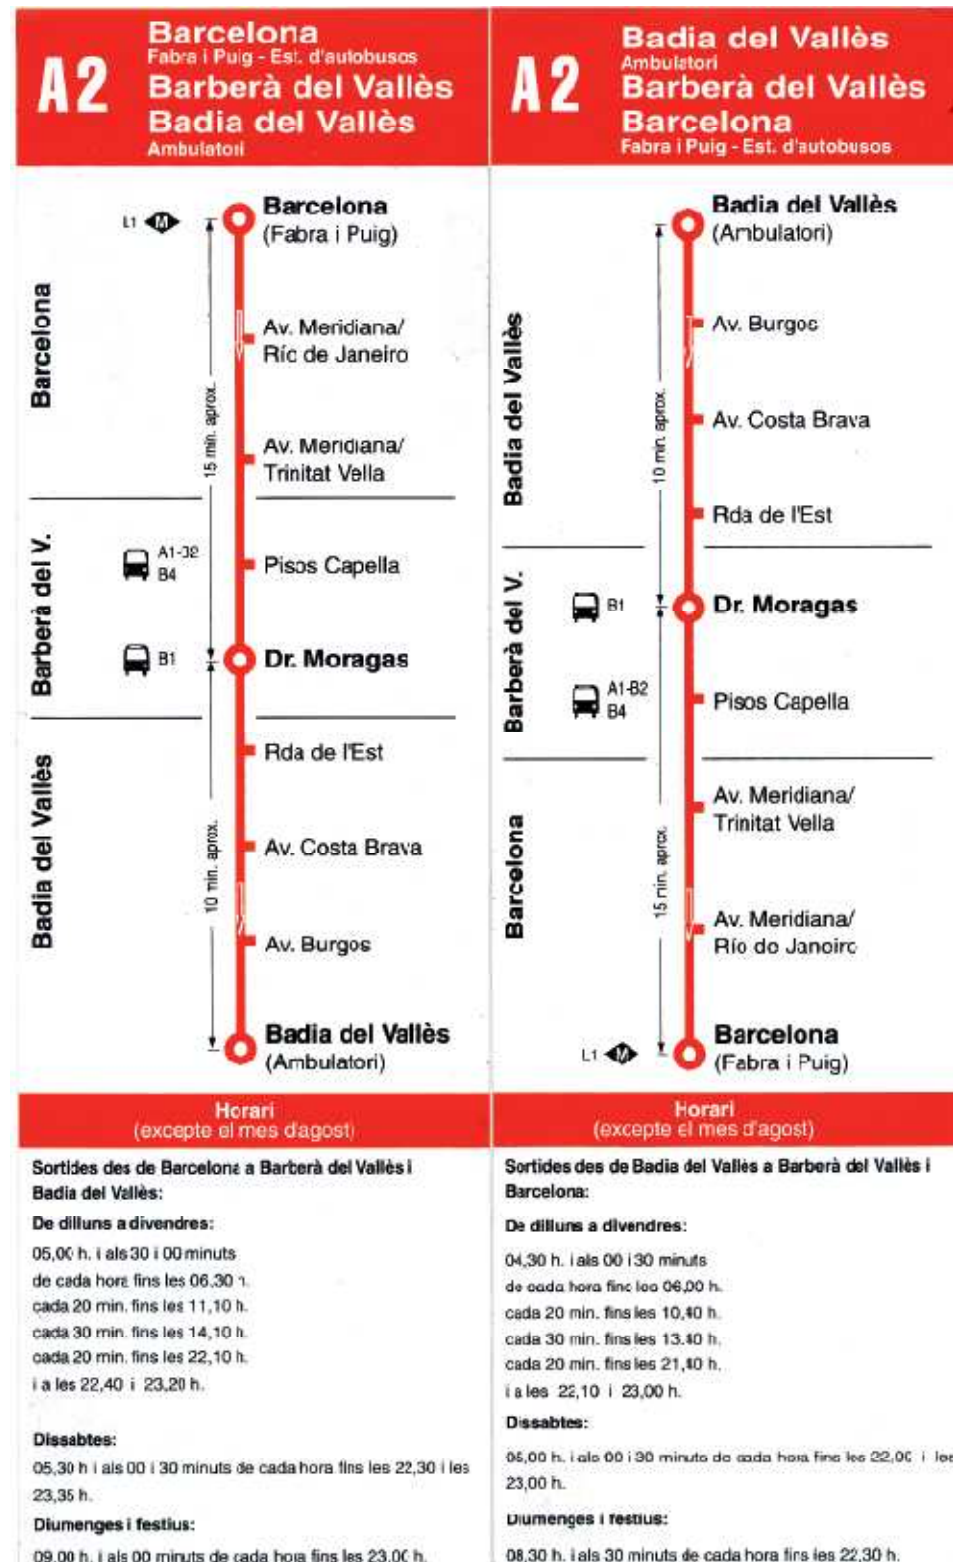 A2
Barcelona
Fabra i Puig - Est. d'autobusos
Barberà del Vallès
Badia del Vallès
Ambulatori
Barcelona
Barberà del V.
Badia del Vallès
L1 M
Barcelona
(Fabra i Puig)
Av. Meridiana/
Río de Janeiro
15 min. aprox.
Av. Meridiana/
Trinitat Vella
A1-B2
B4
Pisos Capella
B1
Dr. Moragas
Rda de l'Est
10 min. aprox.
Av. Costa Brava
Av. Burgos
Badia del Vallès
(Ambulatori)
Horari
(excepte el mes d'agost)
Sortides des de Barcelona a Barberà del Vallès i
Badia del Vallès:
De dilluns a divendres:
05,00 h. i als 30 i 00 minuts
de cada hora fins les 06,30 h.
cada 20 min. fins les 11,10 h.
cada 30 min. fins les 14,10 h.
cada 20 min. fins les 22,10 h.
i a les 22,40 i 23,20 h.
Dissabtes:
05,30 h i als 00 i 30 minuts de cada hora fins les 22,30 i les
23,35 h.
Diumenges i festius:
09,00 h. i als 00 minuts de cada hora fins les 23,00 h.
A2
Badia del Vallès
Ambulatori
Barberà del Vallès
Barcelona
Fabra i Puig - Est. d'autobusos
Badia del Vallès
Barberà del V.
Barcelona
Badia del Vallès
(Ambulatori)
Av. Burgos
10 min. aprox.
Av. Costa Brava
Rda de l'Est
B1
Dr. Moragas
A1-B2
B4
Pisos Capella
Av. Meridiana/
Trinitat Vella
15 min. aprox.
Av. Meridiana/
Río de Janeiro
L1 M
Barcelona
(Fabra i Puig)
Horari
(excepte el mes d'agost)
Sortides des de Badia del Vallès a Barberà del Vallès i
Barcelona:
De dilluns a divendres:
04,30 h. i als 00 i 30 minuts
de cada hora fins les 06,00 h.
cada 20 min. fins les 10,40 h.
cada 30 min. fins les 13.40 h.
cada 20 min. fins les 21,40 h.
i a les 22,10 i 23,00 h.
Dissabtes:
05,00 h. i als 00 i 30 minuts de cada hora fins les 22,00 i les
23,00 h.
Diumenges i festius:
08,30 h. i als 30 minuts de cada hora fins les 22,30 h.